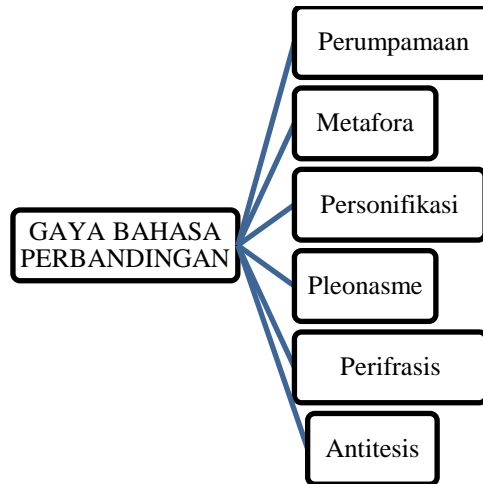 GAYA BAHASA
PERBANDINGAN
Perumpamaan
Metafora
Personifikasi
Pleonasme
Perifrasis
Antitesis